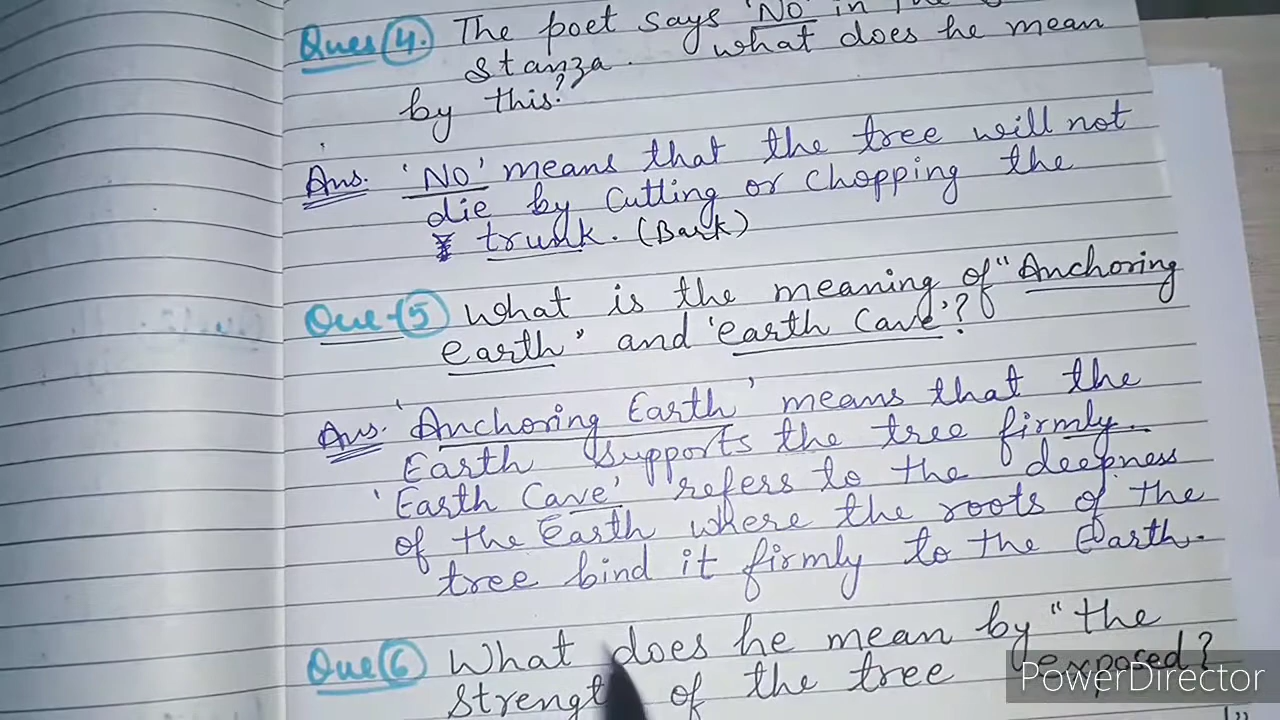 Ques (4.) The poet says 'No' in the
stanza. what does he mean
by this?
Ans. 'No' means that the tree will not
die by cutting or chopping the
trunk. (Bark)
Que-(5) What is the meaning of "Anchoring
earth' and 'earth Cave'?
Ans. 'Anchoring Earth' means that the
Earth supports the tree firmly.
'Earth Cave' refers to the deepness
of the Earth where the roots of the
tree bind it firmly to the Earth.
Que (6) What does he mean by "the
strength of the tree exposed?
PowerDirector